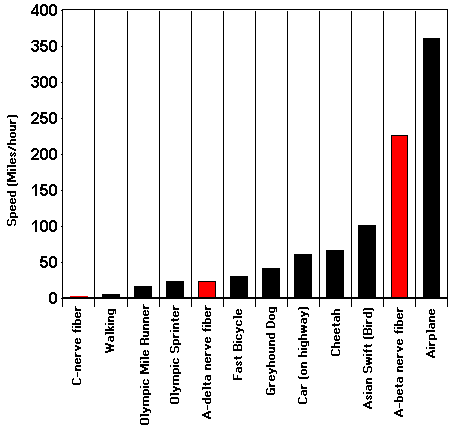 Speed (Miles/hour)
400
350
300
250
200
150
100
50
0
C-nerve fiber
Walking
Olympic Mile Runner
Olympic Sprinter
A-delta nerve fiber
Fast Bicycle
Greyhound Dog
Car (on highway)
Cheetah
Asian Swift (Bird)
A-beta nerve fiber
Airplane